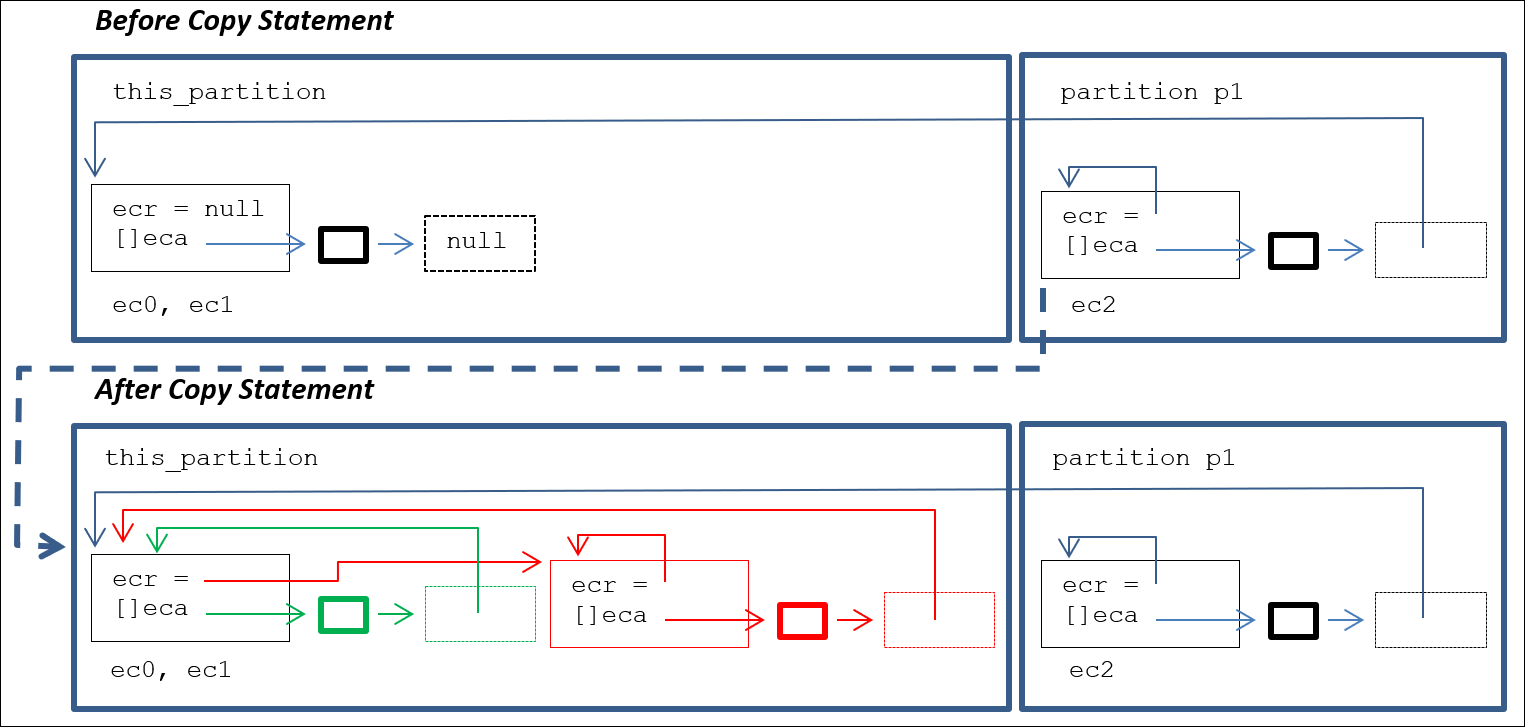 Before Copy Statement
this_partition
partition p1
ecr = null
[]eca
null
ec0, ec1
ecr =
[]eca
ec2
After Copy Statement
this_partition
partition p1
ecr =
[]eca
ec0, ec1
ecr =
[]eca
ecr =
[]eca
ec2